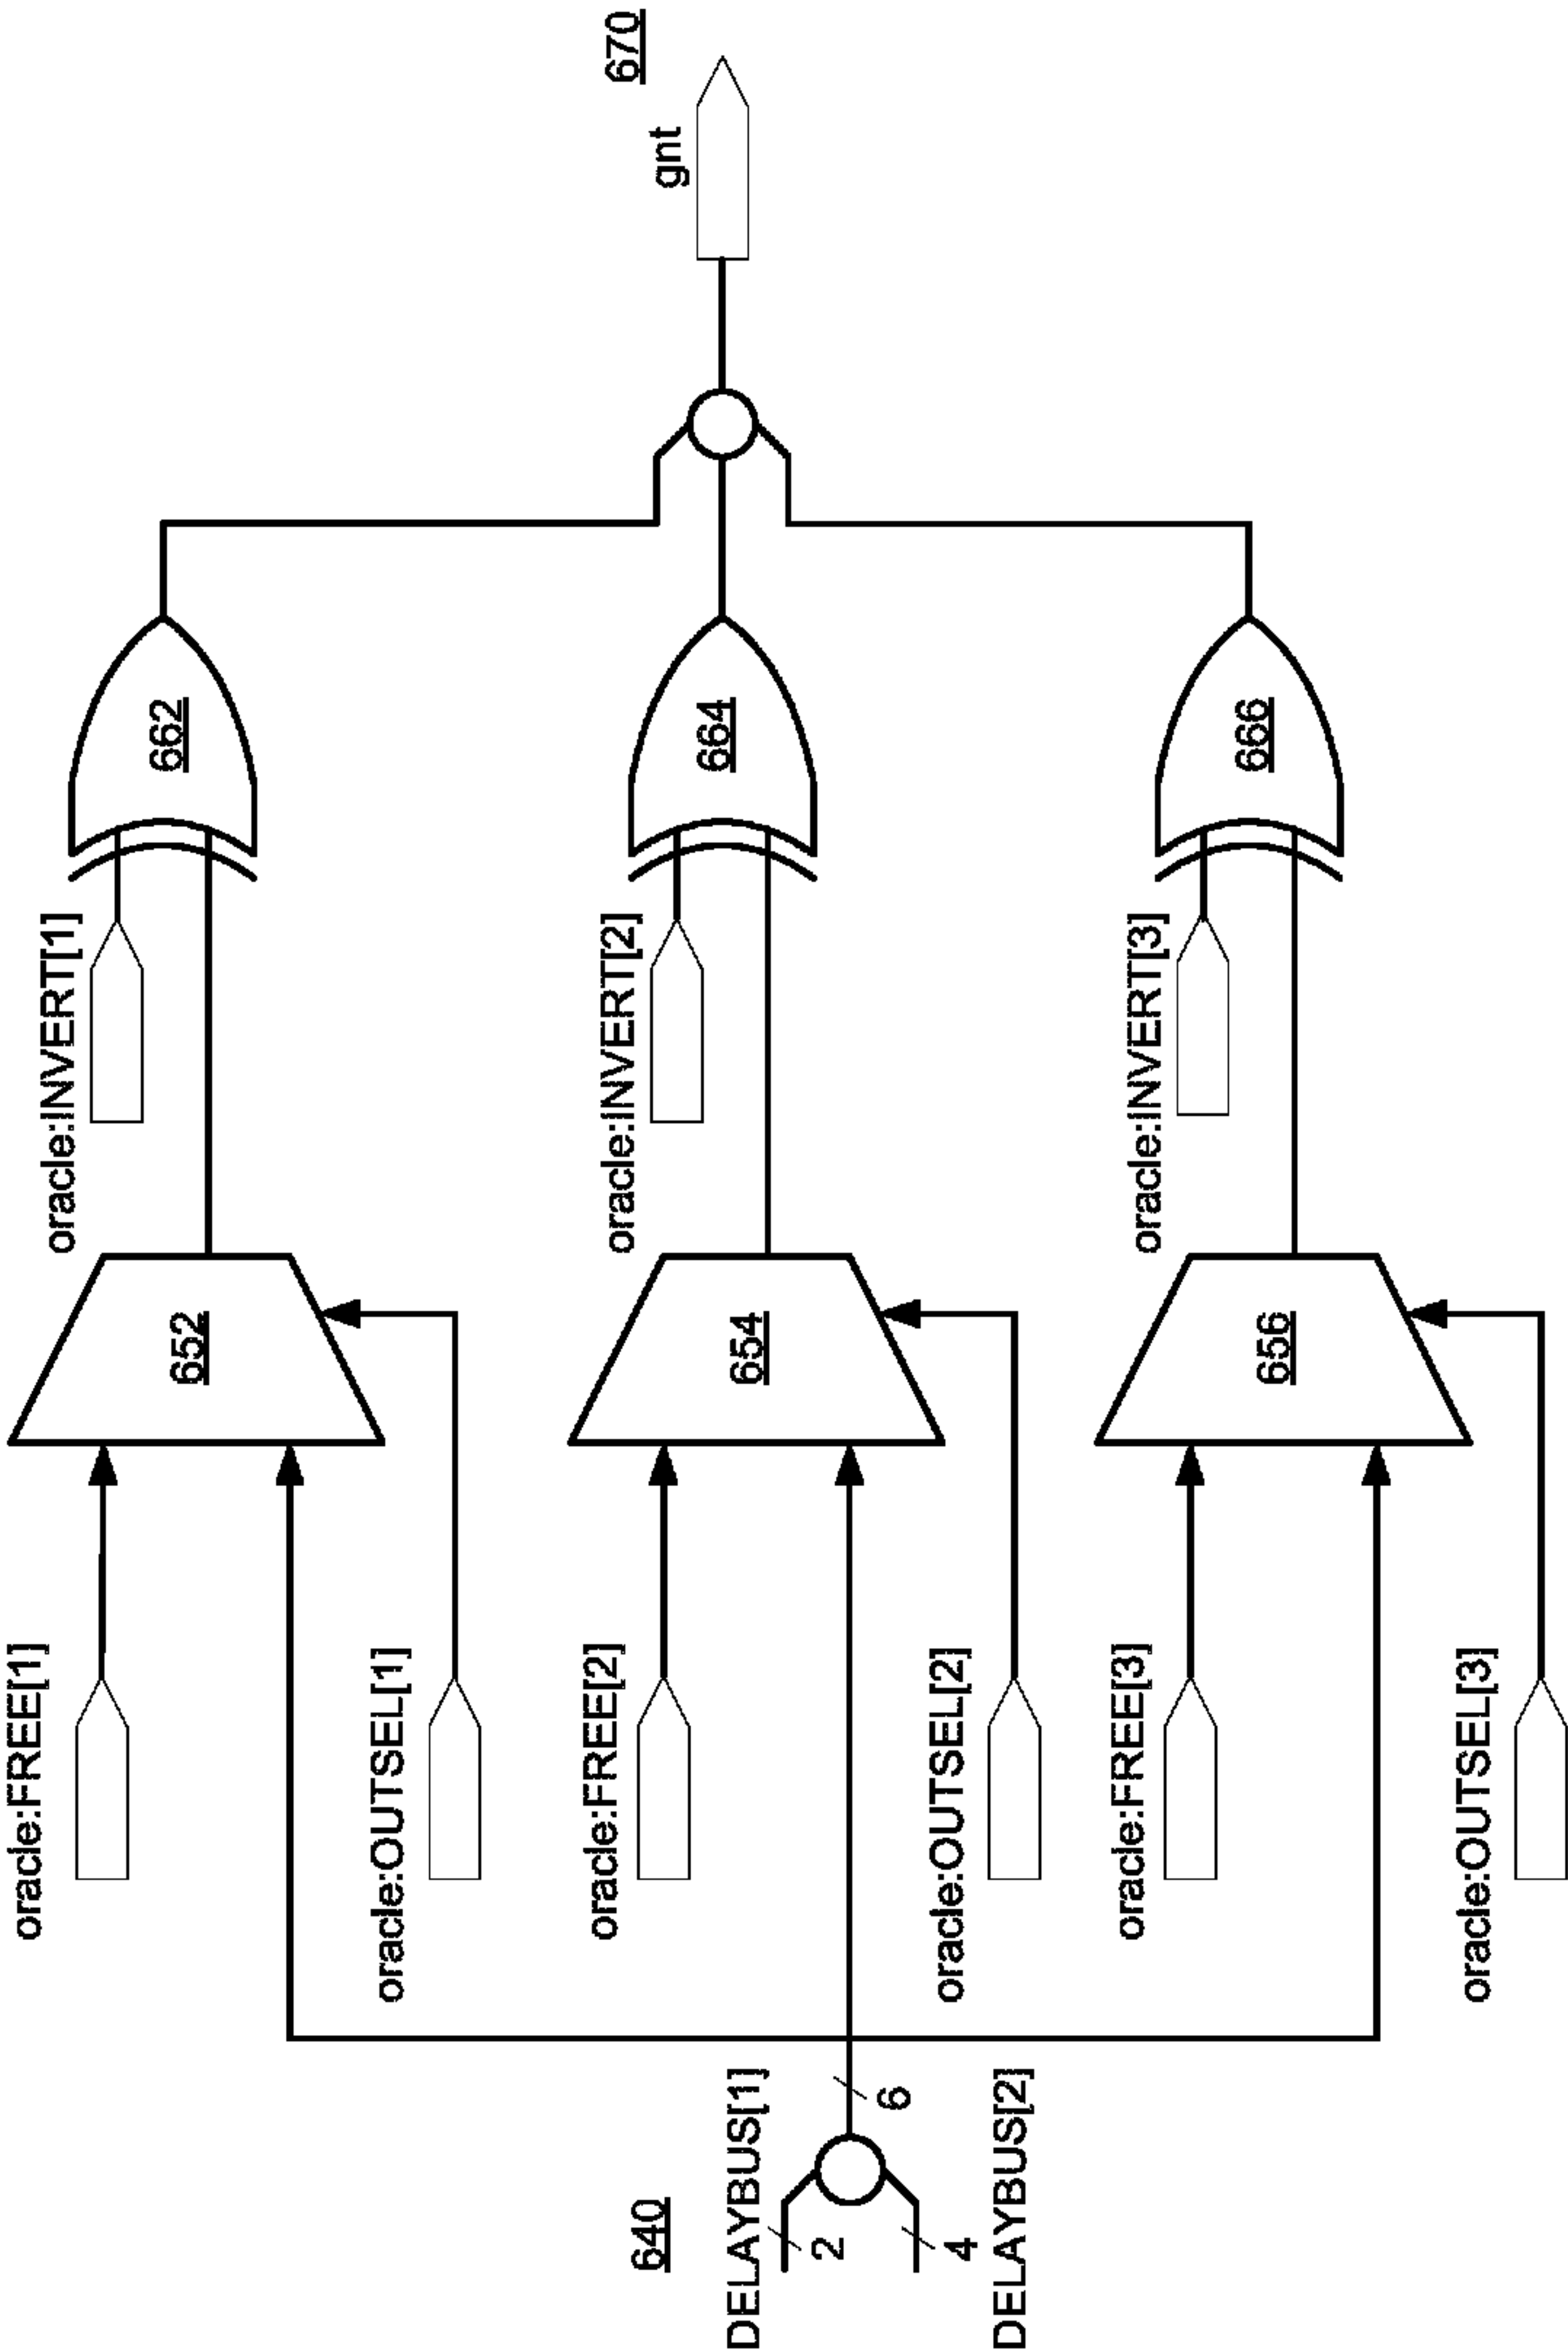 oracle:FREE[1]
652
oracle:OUTSEL[1]
oracle:INVERT[1]
662
640
DELAYBUS[1]
2
4
DELAYBUS[2]
6
oracle:FREE[2]
654
oracle:OUTSEL[2]
oracle:INVERT[2]
664
gnt
670
oracle:FREE[3]
656
oracle:OUTSEL[3]
oracle:INVERT[3]
666